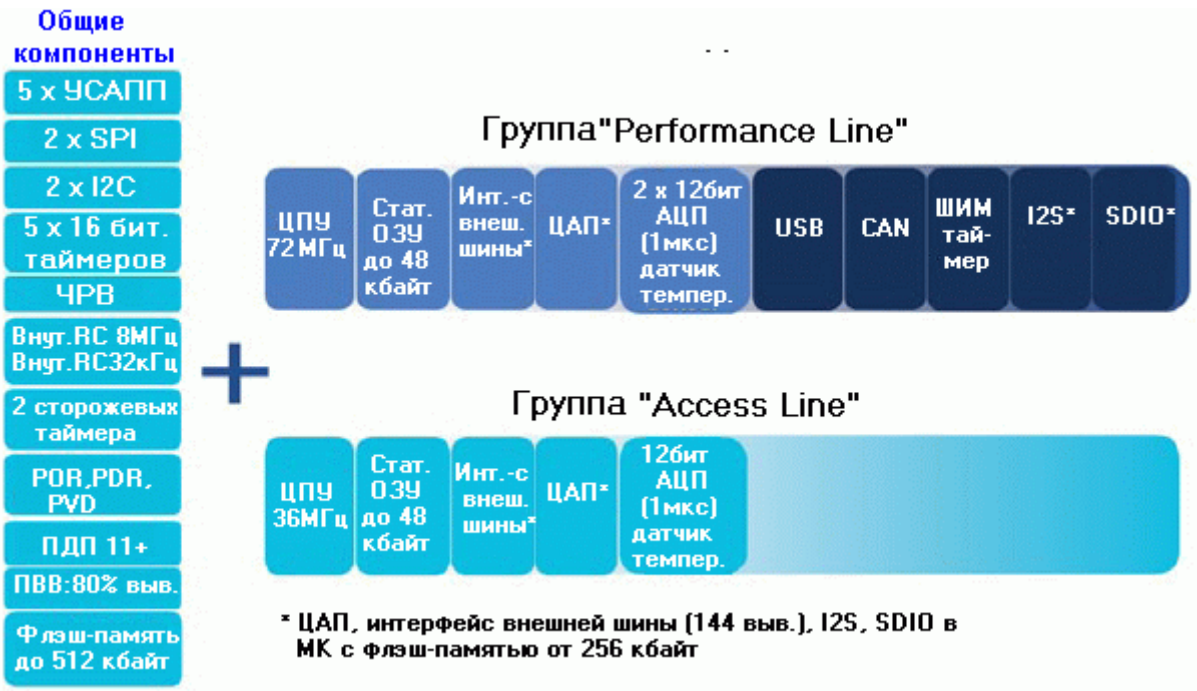 Общие
компоненты
5 x УСАПП
2 x SPI
2 x I2C
5 x 16 бит.
таймеров
ЧРВ
Внут.RC 8МГц
Внут.RC32кГц
2 сторожевых
таймера
POR,PDR,
PVD
ПДП 11+
ПВВ:80% выв.
Флэш-память
до 512 кбайт
+
Группа"Performance Line"
ЦПУ
72МГц
Стат.
ОЗУ
до 48
кбайт
Инт.-с
внеш.
шины*
ЦАП*
2 x 12бит
АЦП
(1мкс)
датчик
темпер.
USB
CAN
ШИМ
тай-
мер
I2S*
SDIO*
Группа "Access Line"
ЦПУ
36МГц
Стат.
ОЗУ
до 48
кбайт
Инт.-с
внеш.
шины*
ЦАП*
12бит
АЦП
(1мкс)
датчик
темпер.
* ЦАП, интерфейс внешней шины (144 выв.), I2S, SDIO в
МК с флэш-памятью от 256 кбайт